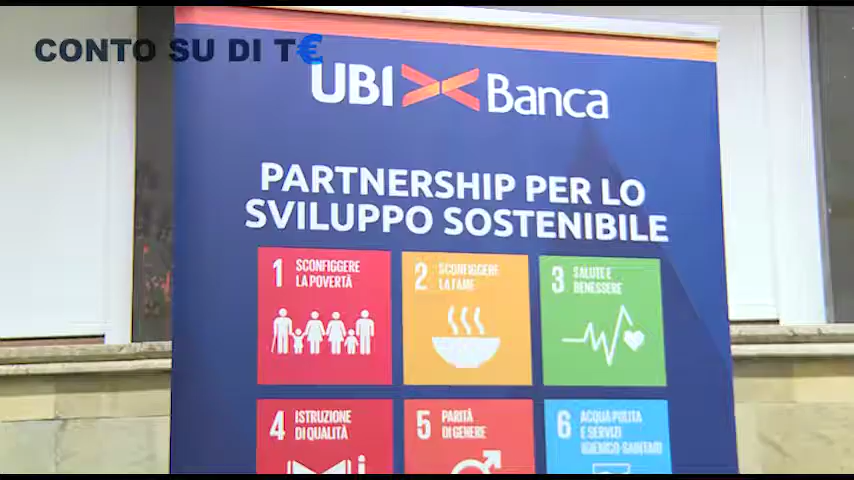 CONTO SU DI T€
UBI Banca
PARTNERSHIP PER LO
SVILUPPO SOSTENIBILE
1 SCONFIGGERE
LA POVERTÀ
2 SCONFIGGERE
LA FAME
3 SALUTE E
BENESSERE
4 ISTRUZIONE
DI QUALITÀ
5 PARITÀ
DI GENERE
6 ACQUA PULITA
E SERVIZI
IGIENICO-SANITARI